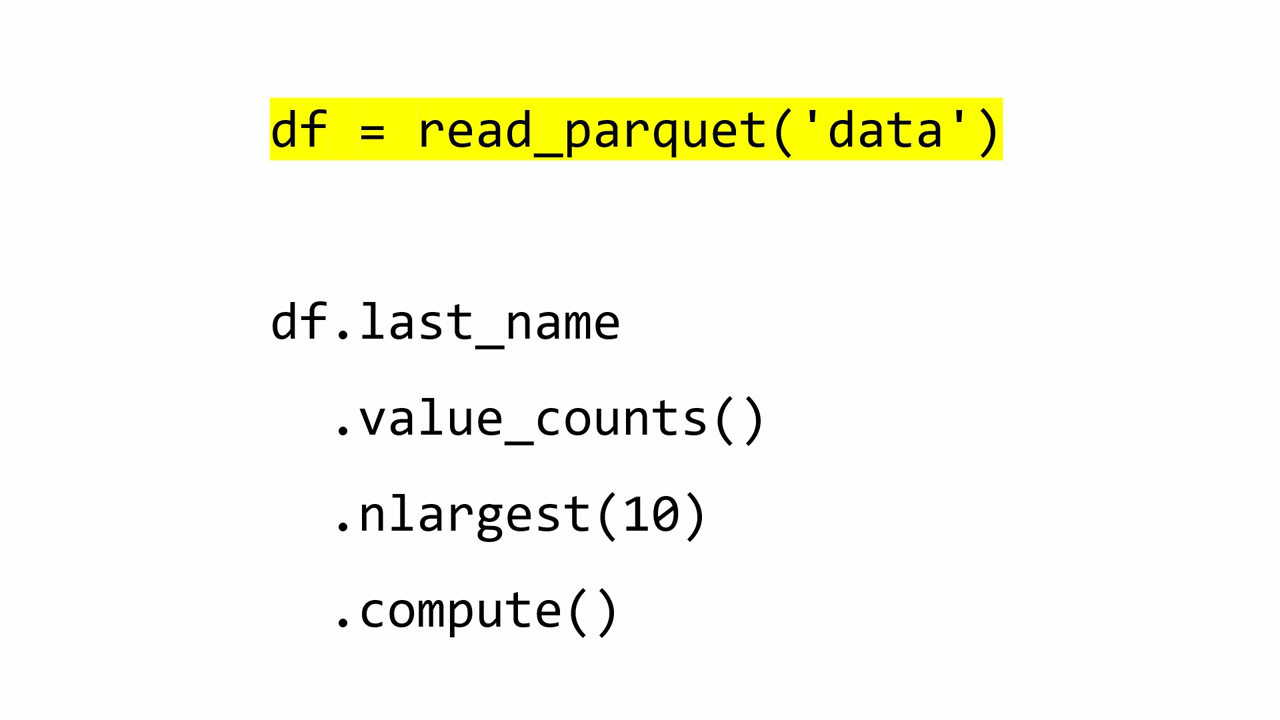 df = read_parquet('data')
df.last_name
.value_counts()
.nlargest(10)
.compute()